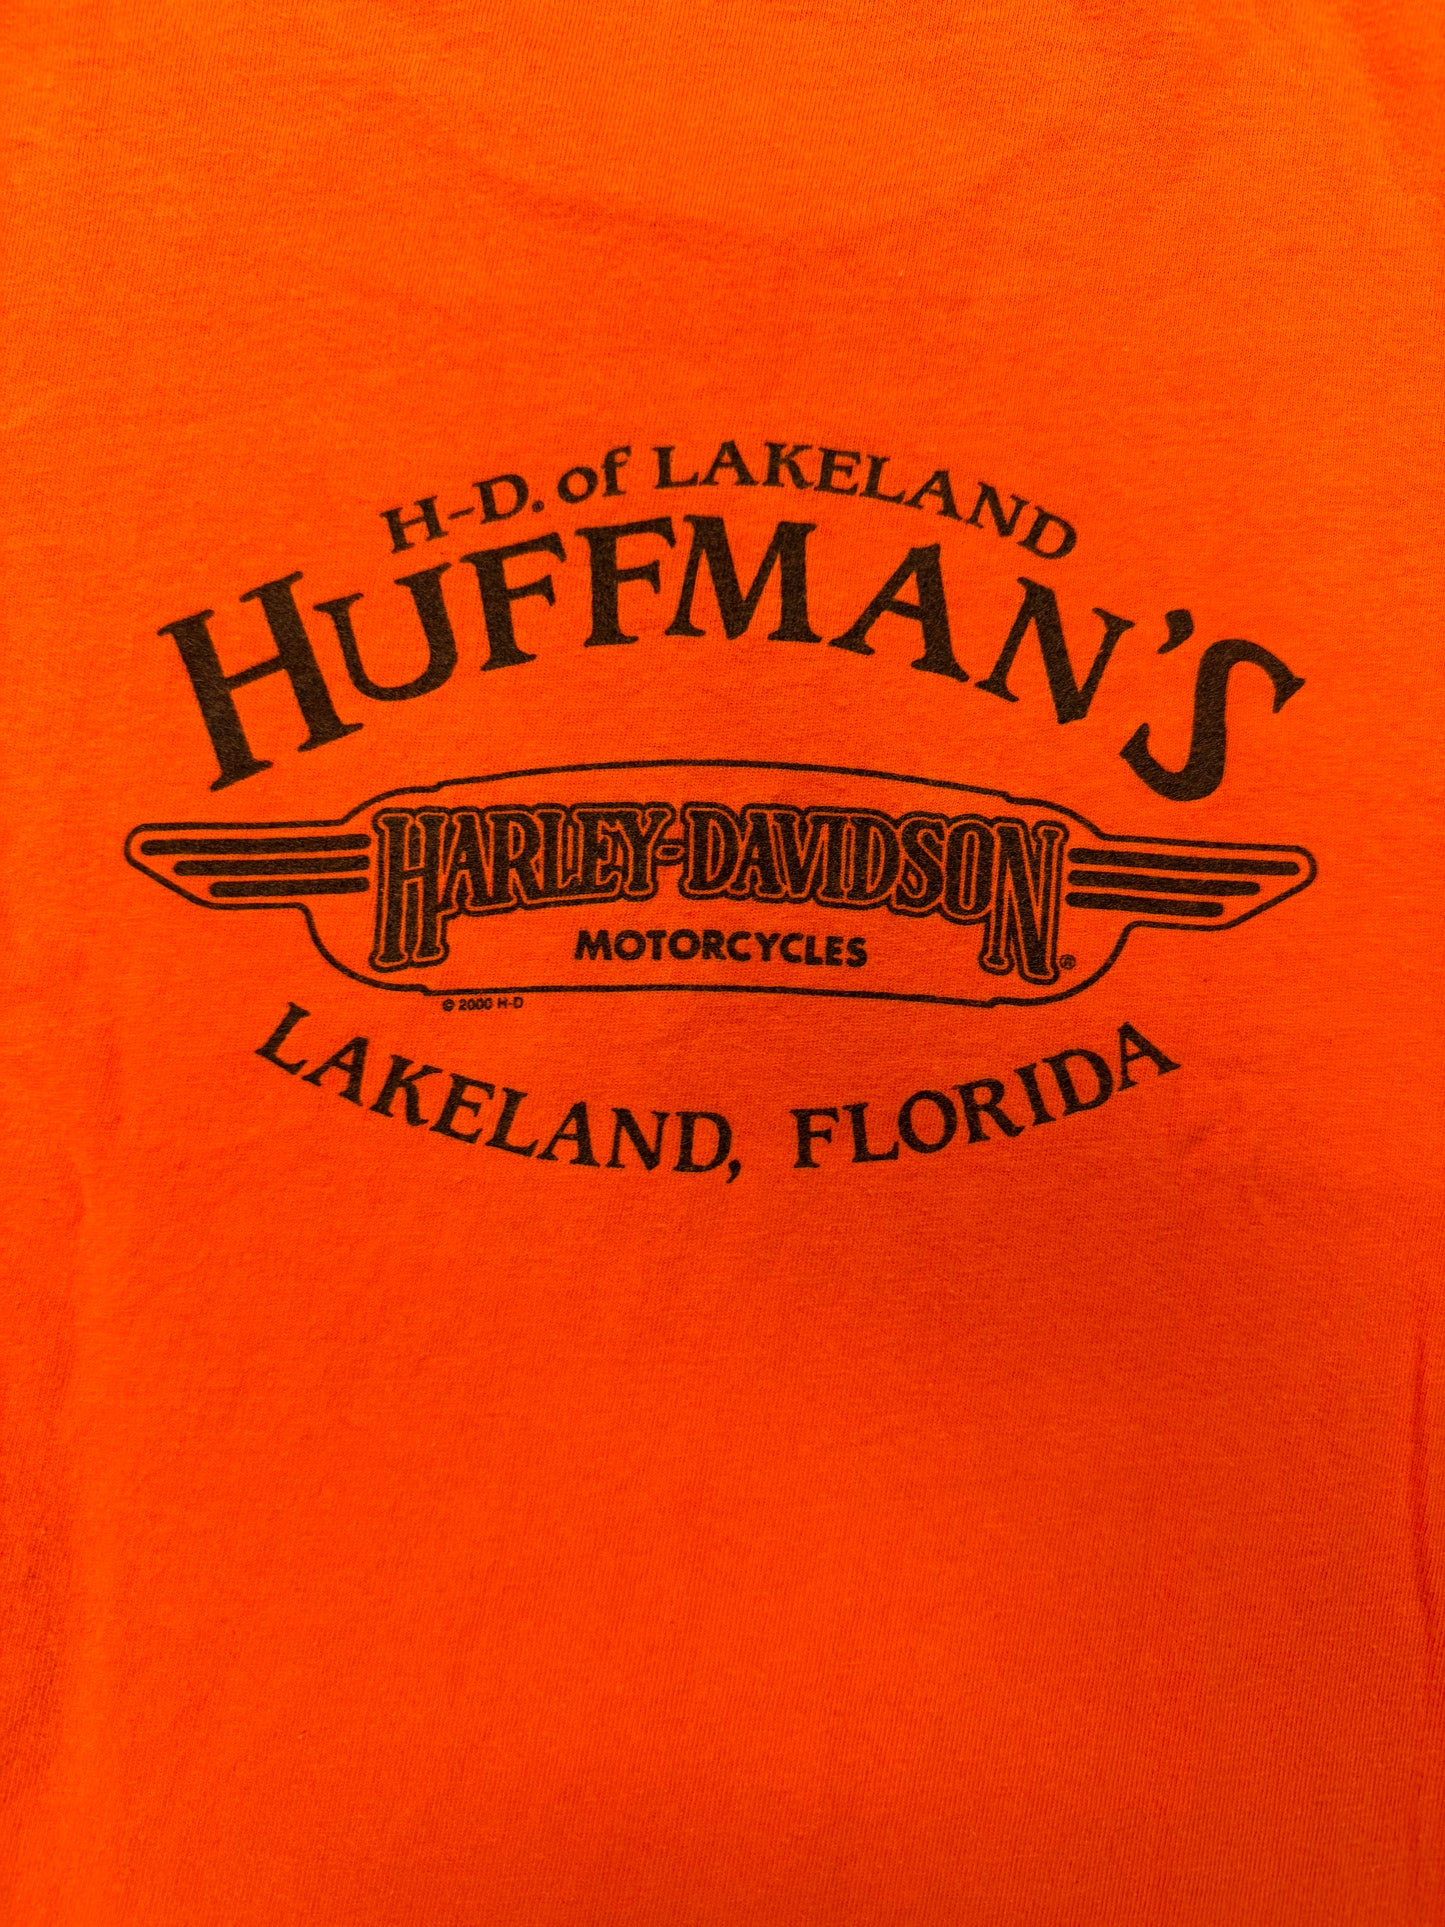 H-D. of LAKELAND
HUFFMAN'S
HARLEY-DAVIDSON
MOTORCYCLES ®
© 2000 H-D
LAKELAND, FLORIDA